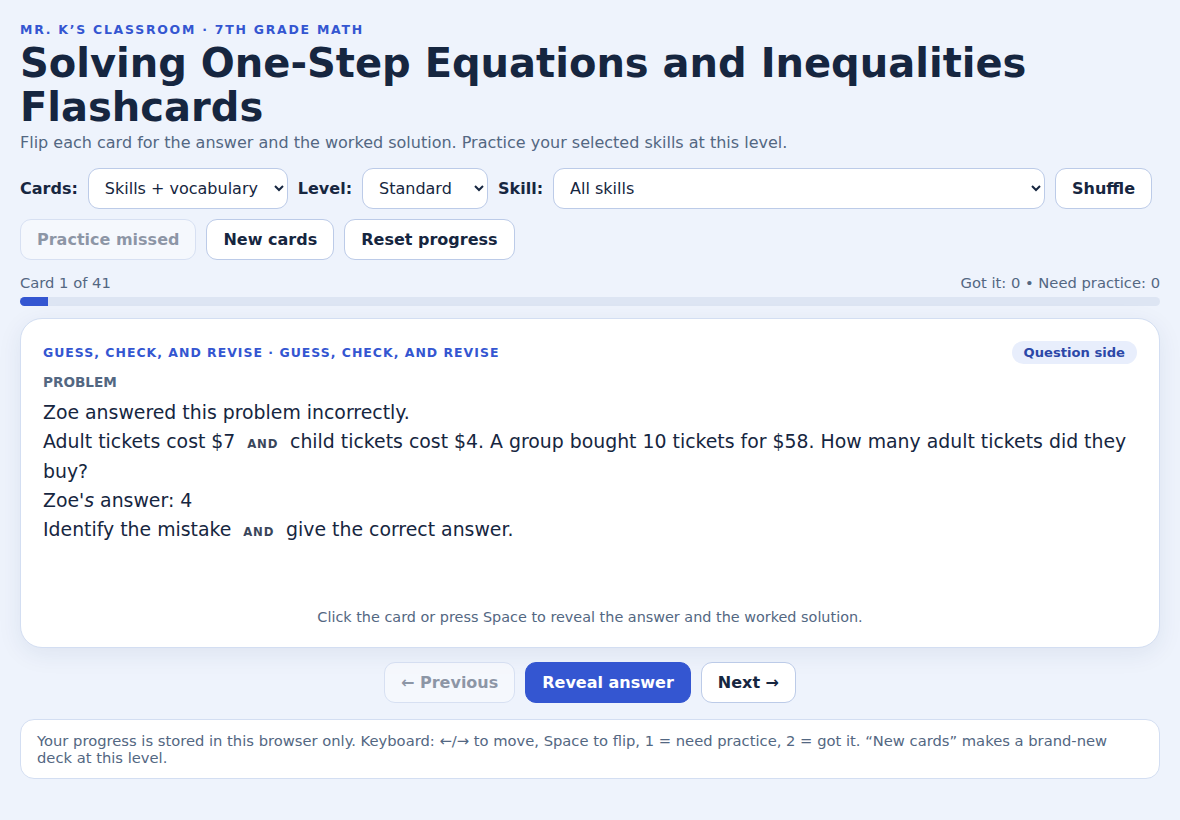 MR. K’S CLASSROOM · 7TH GRADE MATH
Solving One-Step Equations and Inequalities
Flashcards
Flip each card for the answer and the worked solution. Practice your selected skills at this level.
Cards: Skills + vocabulary Level: Standard Skill: All skills Shuffle
Practice missed New cards Reset progress
Card 1 of 41 Got it: 0 • Need practice: 0
GUESS, CHECK, AND REVISE · GUESS, CHECK, AND REVISE Question side
PROBLEM
Zoe answered this problem incorrectly.
Adult tickets cost $7 AND child tickets cost $4. A group bought 10 tickets for $58. How many adult tickets did they
buy?
Zoe's answer: 4
Identify the mistake AND give the correct answer.
Click the card or press Space to reveal the answer and the worked solution.
← Previous Reveal answer Next →
Your progress is stored in this browser only. Keyboard: ←/→ to move, Space to flip, 1 = need practice, 2 = got it. “New cards” makes a brand-new
deck at this level.